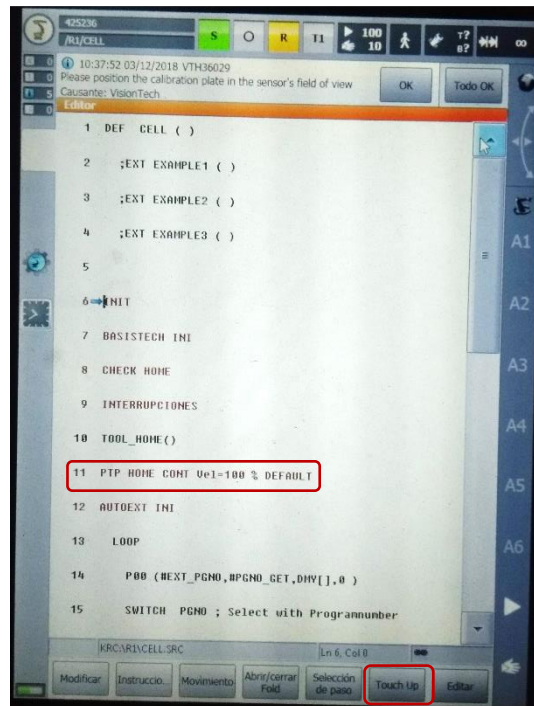 425236
/R1/CELL
S O R T1 100 10 T? B? ∞
0
0
5
0
10:37:52 03/12/2018 VTH36029
Please position the calibration plate in the sensor's field of view
Causante: VisionTech
OK
Todo OK
Editor
1 DEF CELL ( )
2 ;EXT EXAMPLE1 ( )
3 ;EXT EXAMPLE2 ( )
4 ;EXT EXAMPLE3 ( )
5
6 INIT
7 BASISTECH INI
8 CHECK HOME
9 INTERRUPCIONES
10 TOOL_HOME()
11 PTP HOME CONT Vel=100 % DEFAULT
12 AUTOEXT INI
13 LOOP
14 P00 (#EXT_PGNO,#PGNO_GET,DMY[],0 )
15 SWITCH PGNO ; Select with Programnumber
A1
A2
A3
A4
A5
A6
KRC:\R1\CELL.SRC
Ln 6, Col 0
Modificar
Instruccio...
Movimiento
Abrir/cerrar Fold
Selección de paso
Touch Up
Editar